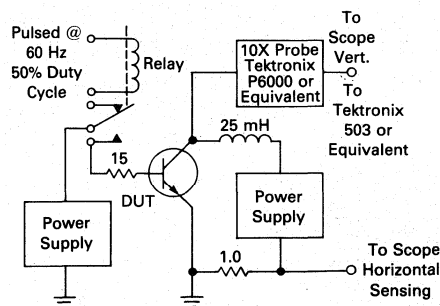 Pulsed @
60 Hz
50% Duty
Cycle
Relay
10X Probe
Tektronix
P6000 or
Equivalent
To
Scope
Vert.
To
Tektronix
503 or
Equivalent
25 mH
15
DUT
Power
Supply
Power
Supply
1.0
To Scope
Horizontal
Sensing